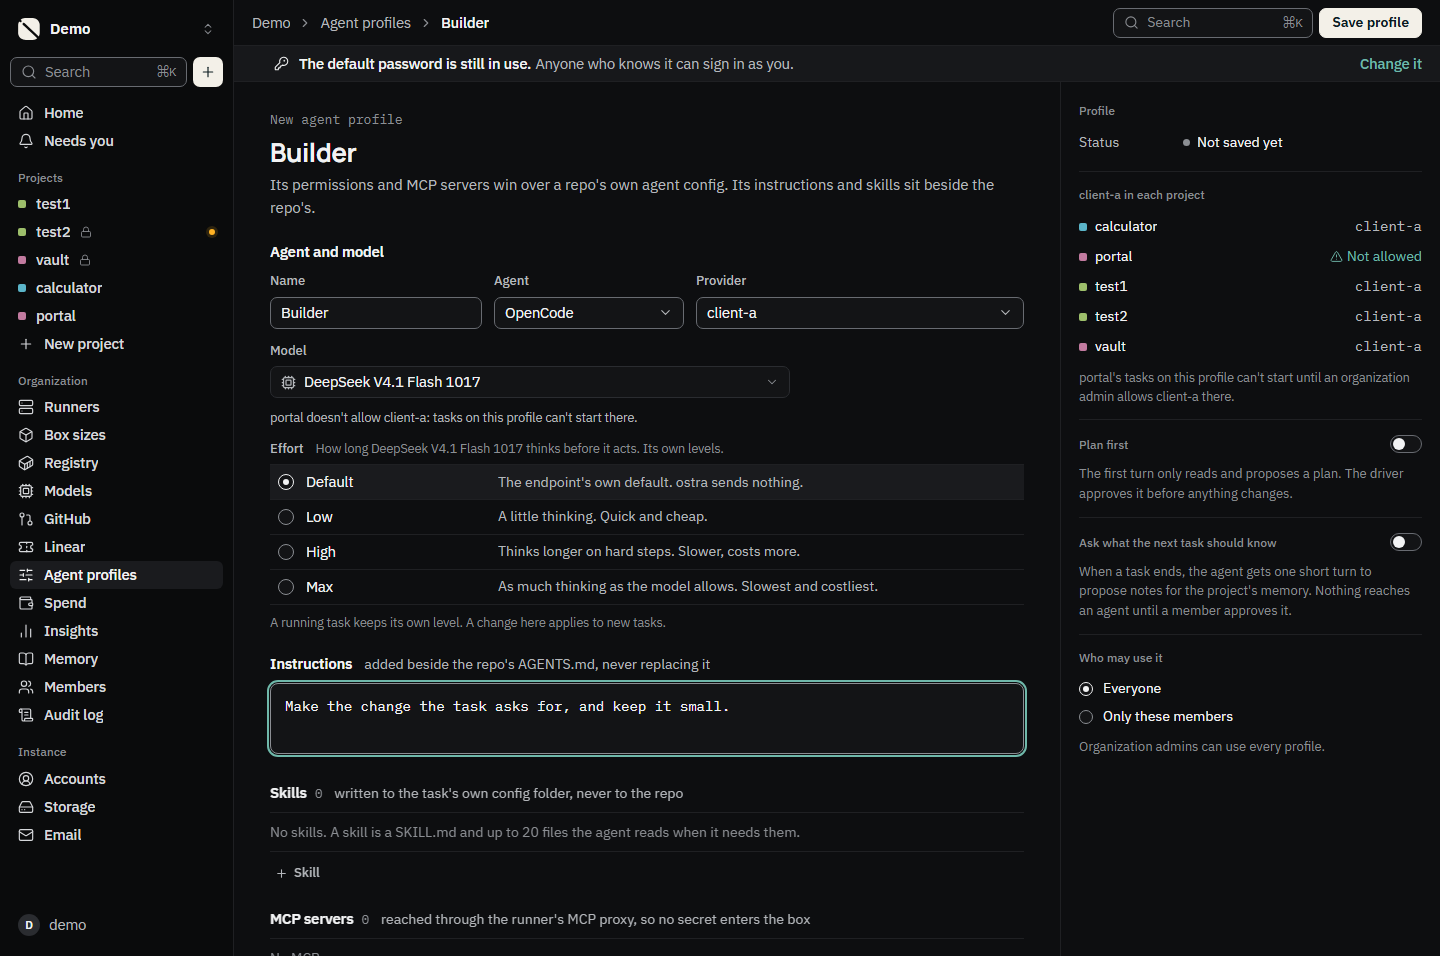 Demo
Search ⌘K
Home
Needs you
Projects
test1
test2
vault
calculator
portal
New project
Organization
Runners
Box sizes
Registry
Models
GitHub
Linear
Agent profiles
Spend
Insights
Memory
Members
Audit log
Instance
Accounts
Storage
Email
D demo
Demo > Agent profiles > Builder
Search ⌘K
Save profile
The default password is still in use. Anyone who knows it can sign in as you.
Change it
New agent profile
Builder
Its permissions and MCP servers win over a repo's own agent config. Its instructions and skills sit beside the
repo's.
Agent and model
Name Agent Provider
Builder OpenCode client-a
Model
DeepSeek V4.1 Flash 1017
portal doesn't allow client-a: tasks on this profile can't start there.
Effort How long DeepSeek V4.1 Flash 1017 thinks before it acts. Its own levels.
Default The endpoint's own default. ostra sends nothing.
Low A little thinking. Quick and cheap.
High Thinks longer on hard steps. Slower, costs more.
Max As much thinking as the model allows. Slowest and costliest.
A running task keeps its own level. A change here applies to new tasks.
Instructions added beside the repo's AGENTS.md, never replacing it
Make the change the task asks for, and keep it small.
Skills 0 written to the task's own config folder, never to the repo
No skills. A skill is a SKILL.md and up to 20 files the agent reads when it needs them.
+ Skill
MCP servers 0 reached through the runner's MCP proxy, so no secret enters the box
Profile
Status Not saved yet
client-a in each project
calculator client-a
portal Not allowed
test1 client-a
test2 client-a
vault client-a
portal's tasks on this profile can't start until an organization
admin allows client-a there.
Plan first
The first turn only reads and proposes a plan. The driver
approves it before anything changes.
Ask what the next task should know
When a task ends, the agent gets one short turn to
propose notes for the project's memory. Nothing reaches
an agent until a member approves it.
Who may use it
Everyone
Only these members
Organization admins can use every profile.